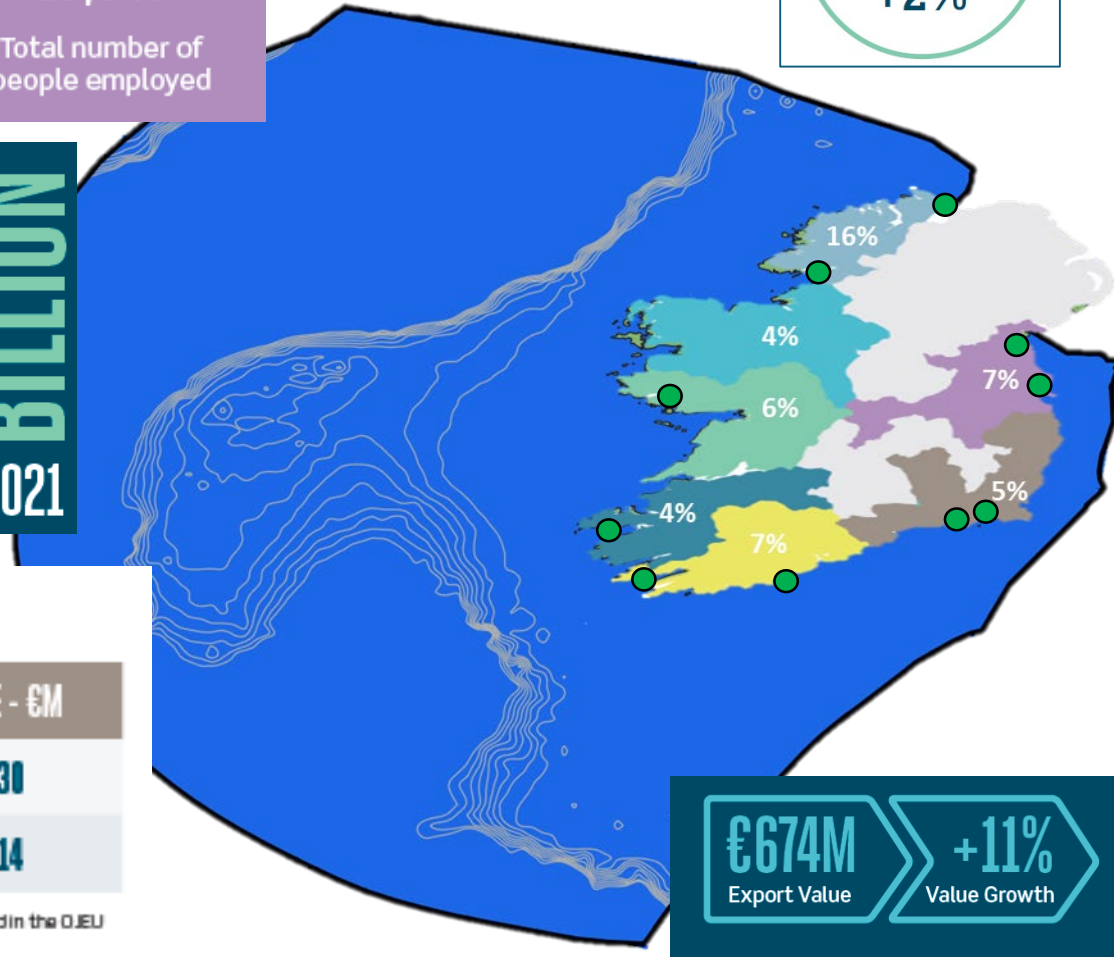 Total number of
people employed
%
BILLION
021
16%
4%
7%
6%
5%
4%
7%
- €M
30
14
in the OJEU
€674M
Export Value
+11%
Value Growth